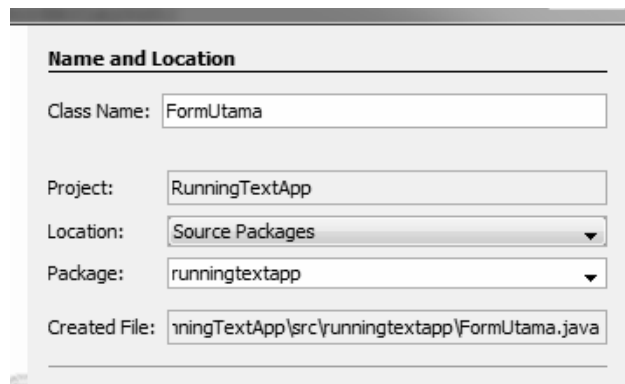 Name and Location
Class Name: FormUtama
Project: RunningTextApp
Location: Source Packages
Package: runningtextapp
Created File: nningTextApp\src\runningtextapp\FormUtama.java